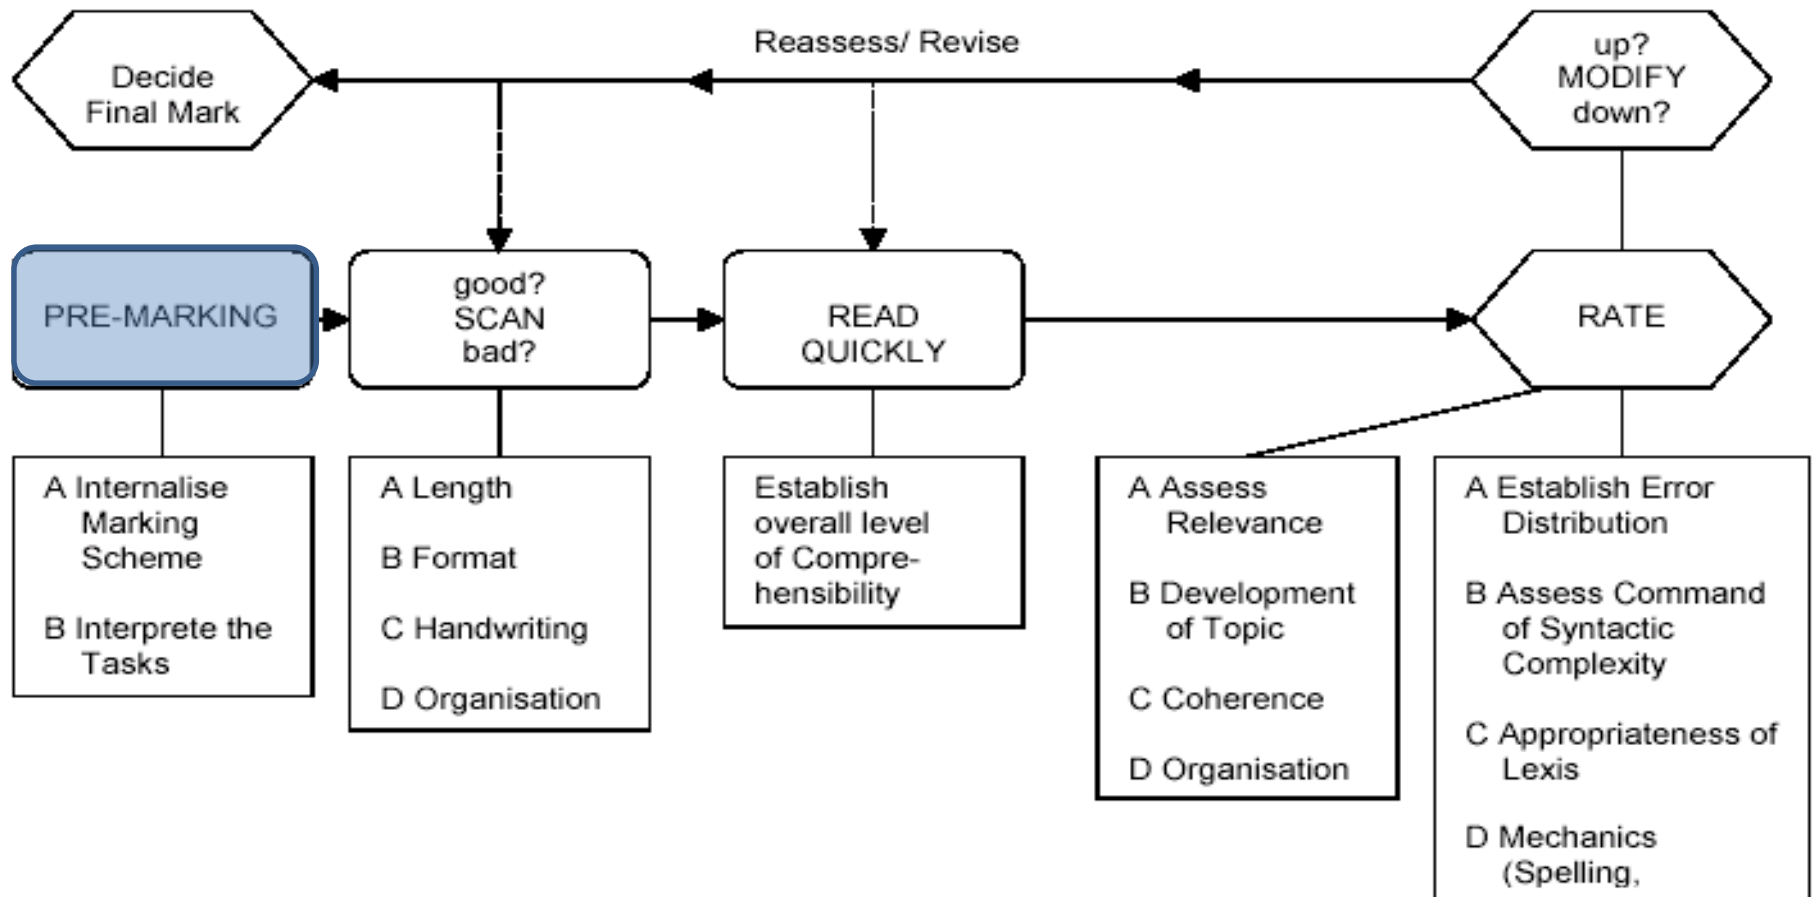 Reassess/ Revise
Decide
Final Mark
up?
MODIFY
down?
PRE-MARKING
good?
SCAN
bad?
READ
QUICKLY
RATE
A Internalise
Marking
Scheme
B Interprete the
Tasks
A Length
B Format
C Handwriting
D Organisation
Establish
overall level
of Compre-
hensibility
A Assess
Relevance
B Development
of Topic
C Coherence
D Organisation
A Establish Error
Distribution
B Assess Command
of Syntactic
Complexity
C Appropriateness of
Lexis
D Mechanics
(Spelling,